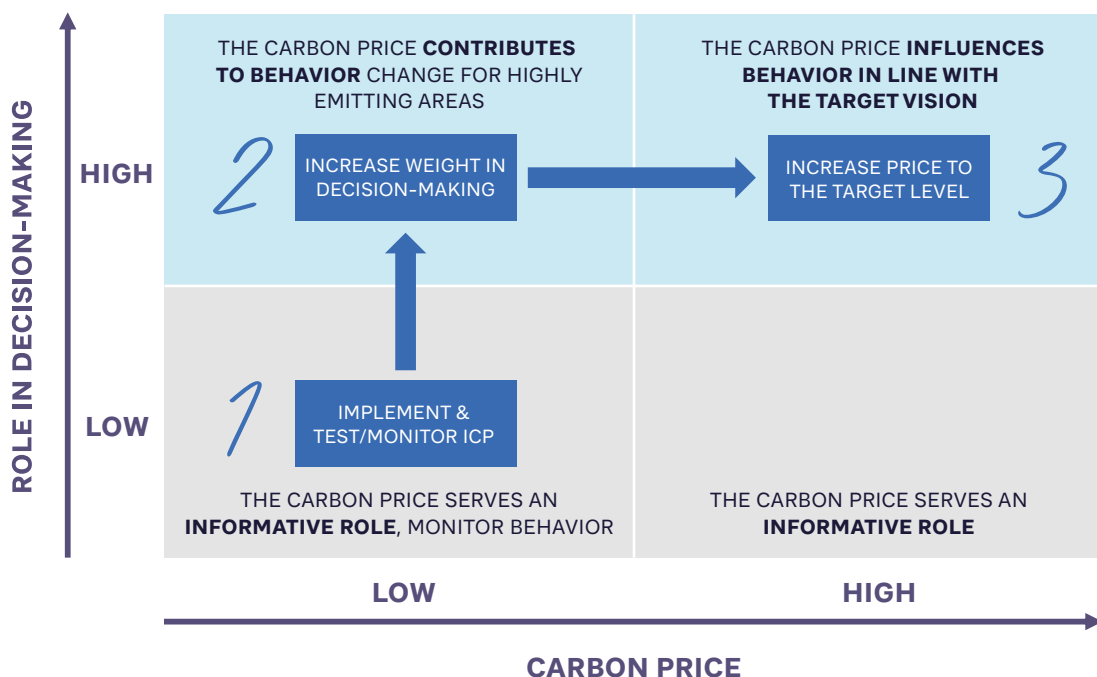 THE CARBON PRICE CONTRIBUTES
TO BEHAVIOR CHANGE FOR HIGHLY
EMITTING AREAS
THE CARBON PRICE INFLUENCES
BEHAVIOR IN LINE WITH
THE TARGET VISION
ROLE IN DECISION-MAKING
HIGH
2
INCREASE WEIGHT IN
DECISION-MAKING
INCREASE PRICE TO
THE TARGET LEVEL
3
LOW
1
IMPLEMENT &
TEST/MONITOR ICP
THE CARBON PRICE SERVES AN
INFORMATIVE ROLE, MONITOR BEHAVIOR
THE CARBON PRICE SERVES AN
INFORMATIVE ROLE
LOW
HIGH
CARBON PRICE